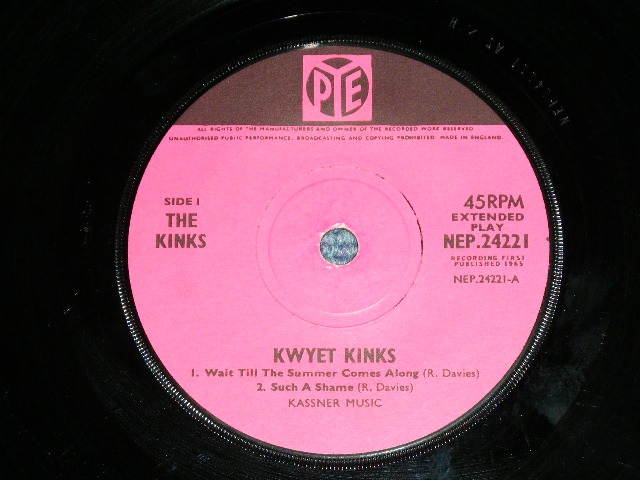 PYE
ALL RIGHTS OF THE MANUFACTURERS AND OWNER OF THE RECORDED WORK RESERVED
UNAUTHORISED PUBLIC PERFORMANCE, BROADCASTING AND COPYING PROHIBITED. MADE IN ENGLAND.
SIDE 1
THE
KINKS
45RPM
EXTENDED
PLAY
NEP.24221
RECORDING FIRST
PUBLISHED 1965
NEP.24221-A
KWYET KINKS
1. Wait Till The Summer Comes Along (R. Davies)
2. Such A Shame (R. Davies)
KASSNER MUSIC